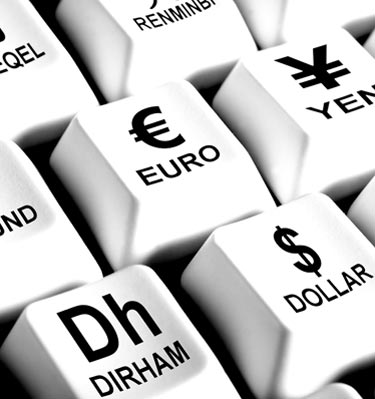 EQEL
RENMINBI
€
EURO
¥
YEN
UND
$
DOLLAR
Dh
DIRHAM